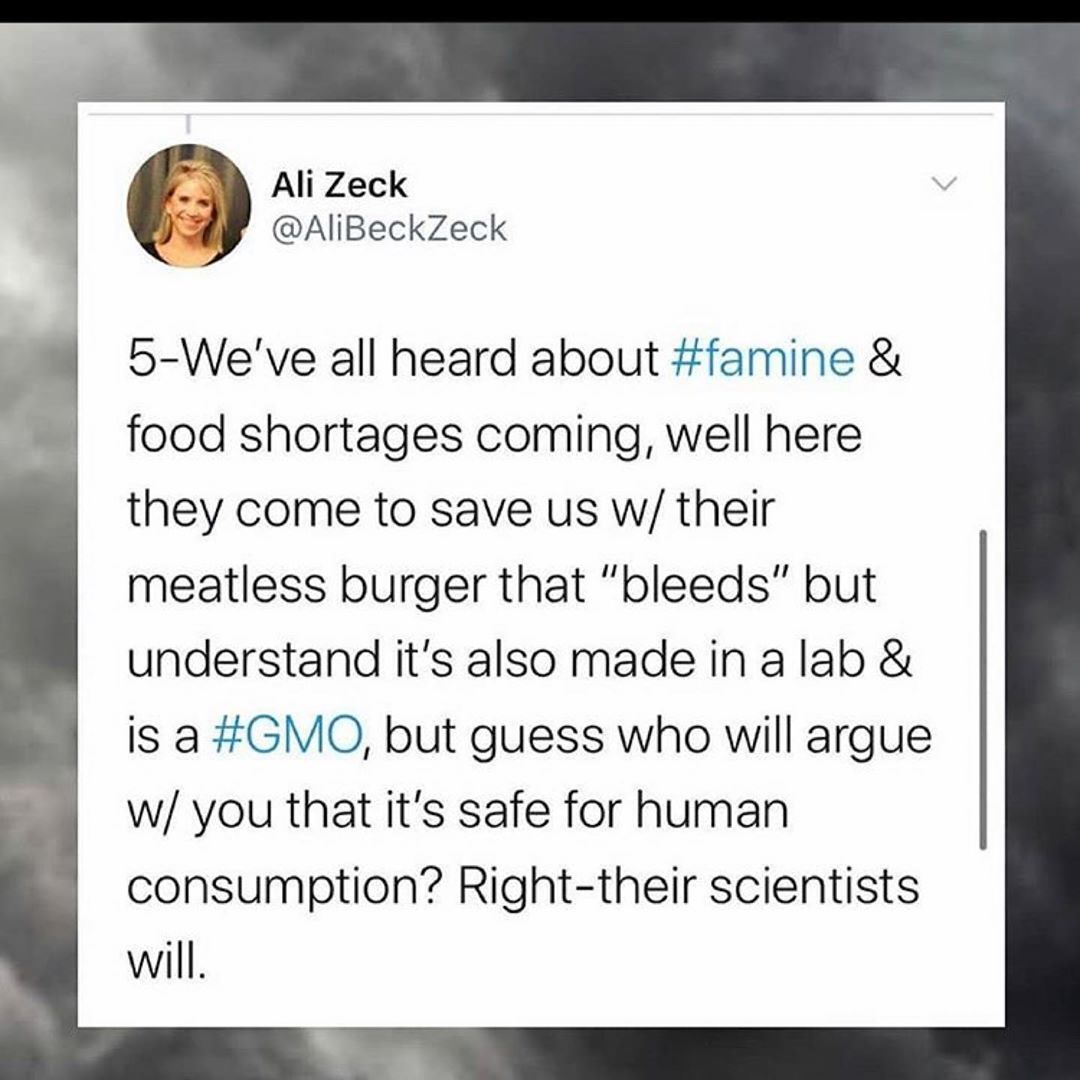 Ali Zeck
@AliBeckZeck
5-We've all heard about #famine &
food shortages coming, well here
they come to save us w/ their
meatless burger that "bleeds" but
understand it's also made in a lab &
is a #GMO, but guess who will argue
w/ you that it's safe for human
consumption? Right-their scientists
will.